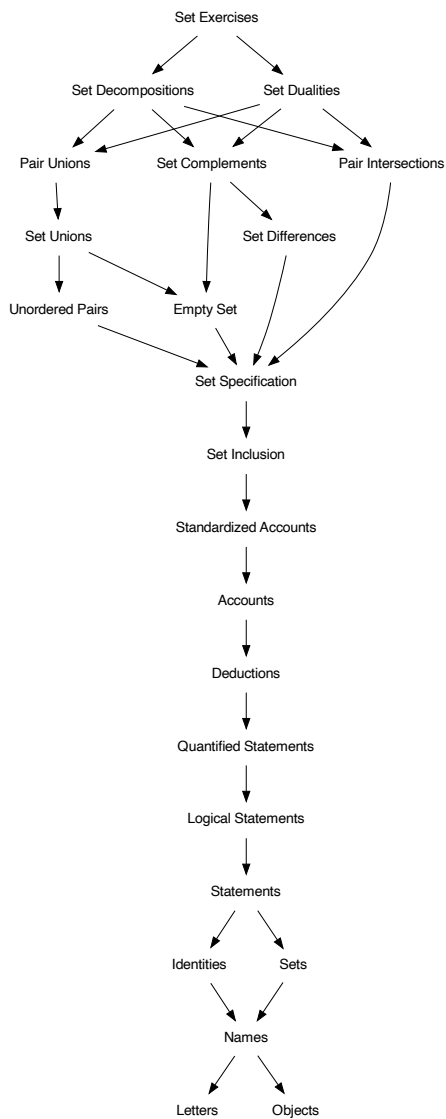 Set Exercises
Set Decompositions
Set Dualities
Pair Unions
Set Complements
Pair Intersections
Set Unions
Set Differences
Unordered Pairs
Empty Set
Set Specification
Set Inclusion
Standardized Accounts
Accounts
Deductions
Quantified Statements
Logical Statements
Statements
Identities
Sets
Names
Letters
Objects